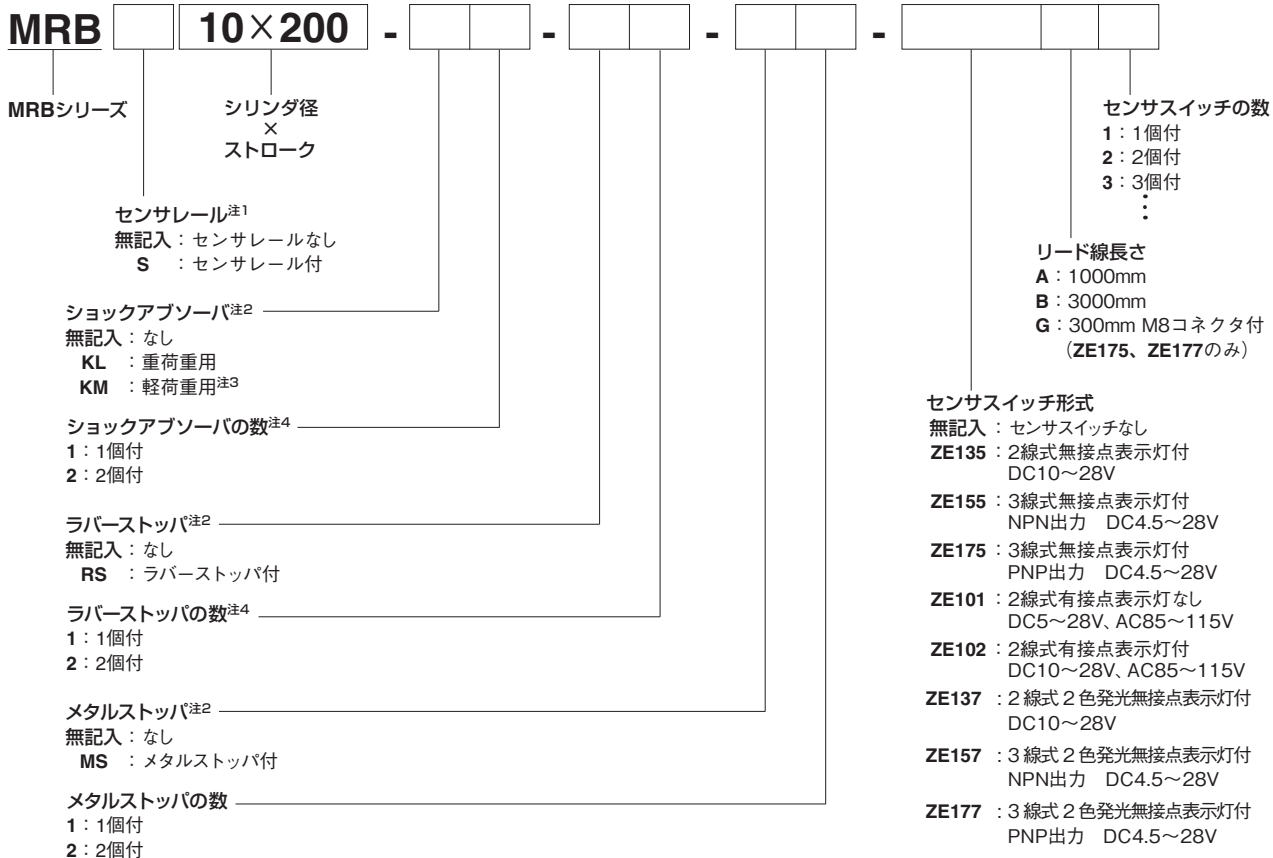 MRB 10×200 - - - -
MRBシリーズ
シリンダ径
×
ストローク
センサレール注1
無記入：センサレールなし
S ：センサレール付
ショックアブソーバ注2
無記入：なし
KL ：重荷重用
KM ：軽荷重用注3
ショックアブソーバの数注4
1：1個付
2：2個付
ラバーストッパ注2
無記入：なし
RS ：ラバーストッパ付
ラバーストッパの数注4
1：1個付
2：2個付
メタルストッパ注2
無記入：なし
MS ：メタルストッパ付
メタルストッパの数
1：1個付
2：2個付
センサスイッチの数
1：1個付
2：2個付
3：3個付
⋮
リード線長さ
A：1000mm
B：3000mm
G：300mm M8コネクタ付
（ZE175、ZE177のみ）
センサスイッチ形式
無記入：センサスイッチなし
ZE135：2線式無接点表示灯付
DC10〜28V
ZE155：3線式無接点表示灯付
NPN出力 DC4.5〜28V
ZE175：3線式無接点表示灯付
PNP出力 DC4.5〜28V
ZE101：2線式有接点表示灯なし
DC5〜28V、AC85〜115V
ZE102：2線式有接点表示灯付
DC10〜28V、AC85〜115V
ZE137 ：2線式2色発光無接点表示灯付
DC10〜28V
ZE157 ：3線式2色発光無接点表示灯付
NPN出力 DC4.5〜28V
ZE177 ：3線式2色発光無接点表示灯付
PNP出力 DC4.5〜28V